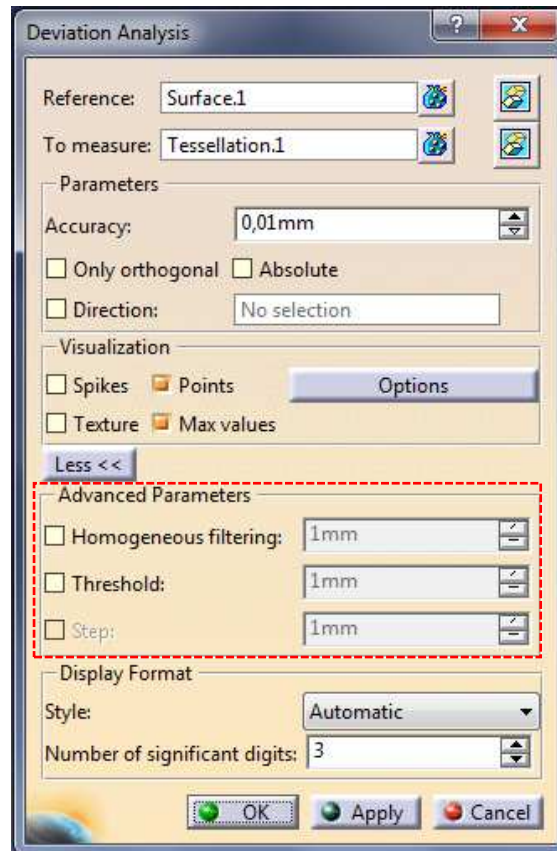 Deviation Analysis
?
X
Reference: Surface.1
To measure: Tessellation.1
Parameters
Accuracy: 0,01mm
Only orthogonal Absolute
Direction: No selection
Visualization
Spikes Points Options
Texture Max values
Less <<
Advanced Parameters
Homogeneous filtering: 1mm
Threshold: 1mm
Step: 1mm
Display Format
Style: Automatic
Number of significant digits: 3
OK Apply Cancel